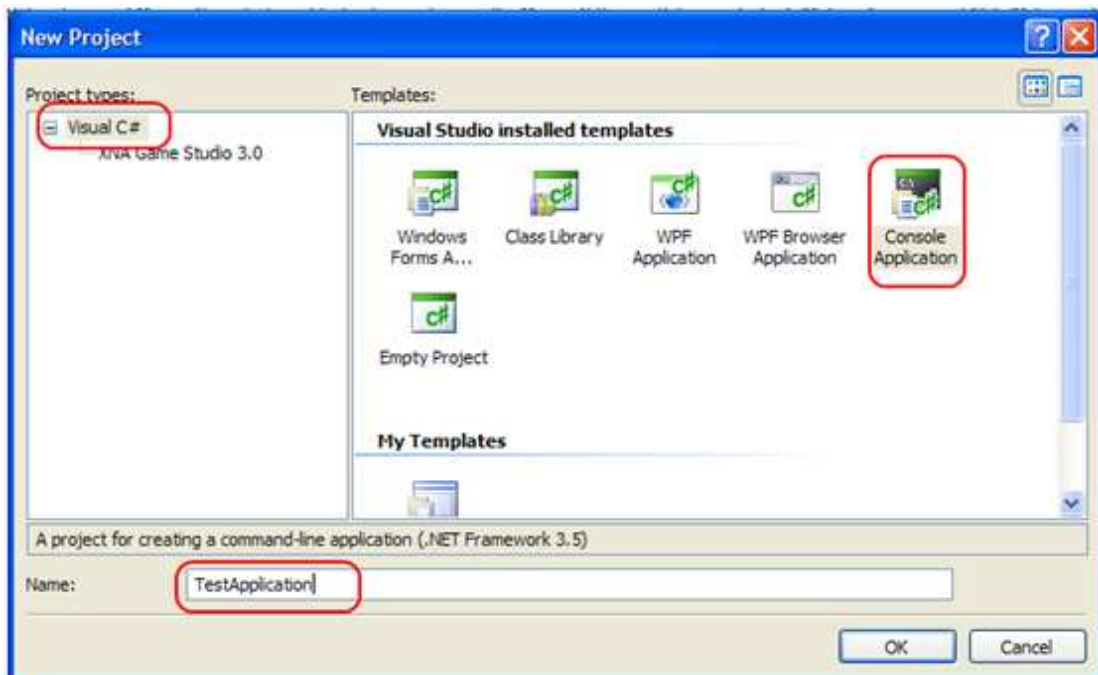 New Project
Project types:
Templates:
Visual C#
XNA Game Studio 3.0
Visual Studio installed templates
Windows Forms A...
Class Library
WPF Application
WPF Browser Application
Console Application
Empty Project
My Templates
A project for creating a command-line application (.NET Framework 3.5)
Name:
TestApplication
OK
Cancel